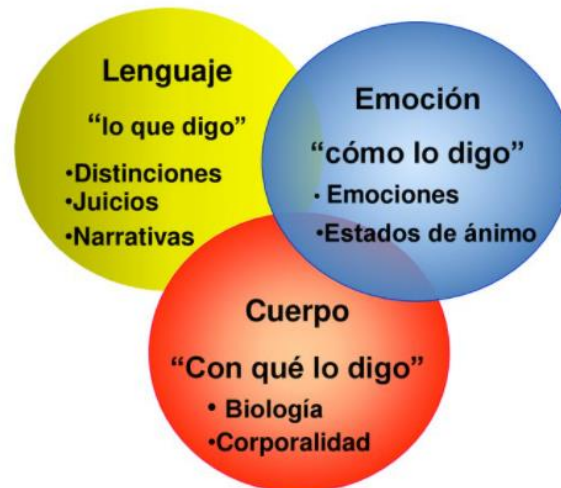 Lenguaje
“lo que digo”
•Distinciones
•Juicios
•Narrativas
Emoción
“cómo lo digo”
• Emociones
•Estados de ánimo
Cuerpo
“Con qué lo digo”
• Biología
•Corporalidad